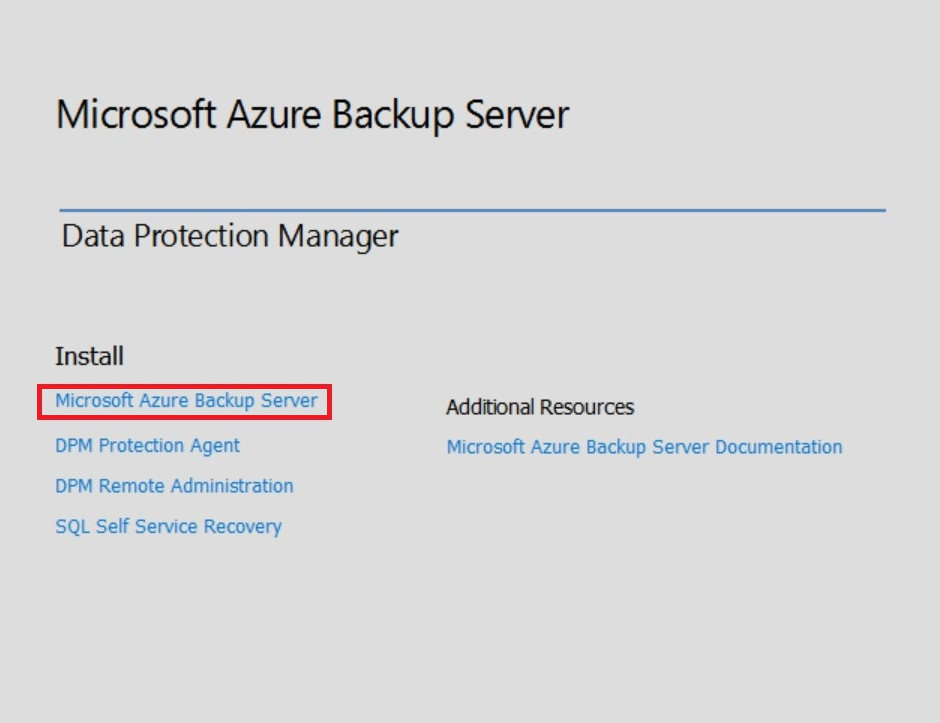 Microsoft Azure Backup Server
Data Protection Manager
Install
Microsoft Azure Backup Server
DPM Protection Agent
DPM Remote Administration
SQL Self Service Recovery
Additional Resources
Microsoft Azure Backup Server Documentation